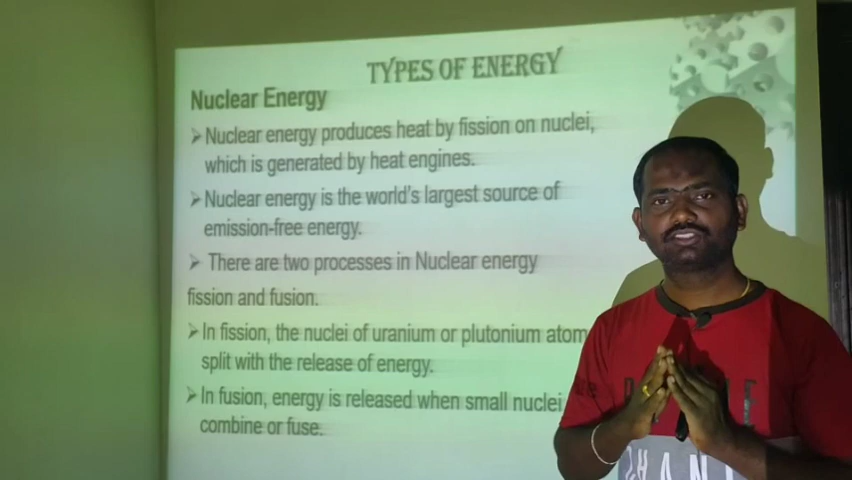 TYPES OF ENERGY
Nuclear Energy
➢Nuclear energy produces heat by fission on nuclei,
which is generated by heat engines.
➢Nuclear energy is the world's largest source of
emission-free energy.
➢ There are two processes in Nuclear energy
fission and fusion.
➢In fission, the nuclei of uranium or plutonium atom
split with the release of energy.
➢In fusion, energy is released when small nuclei
combine or fuse.